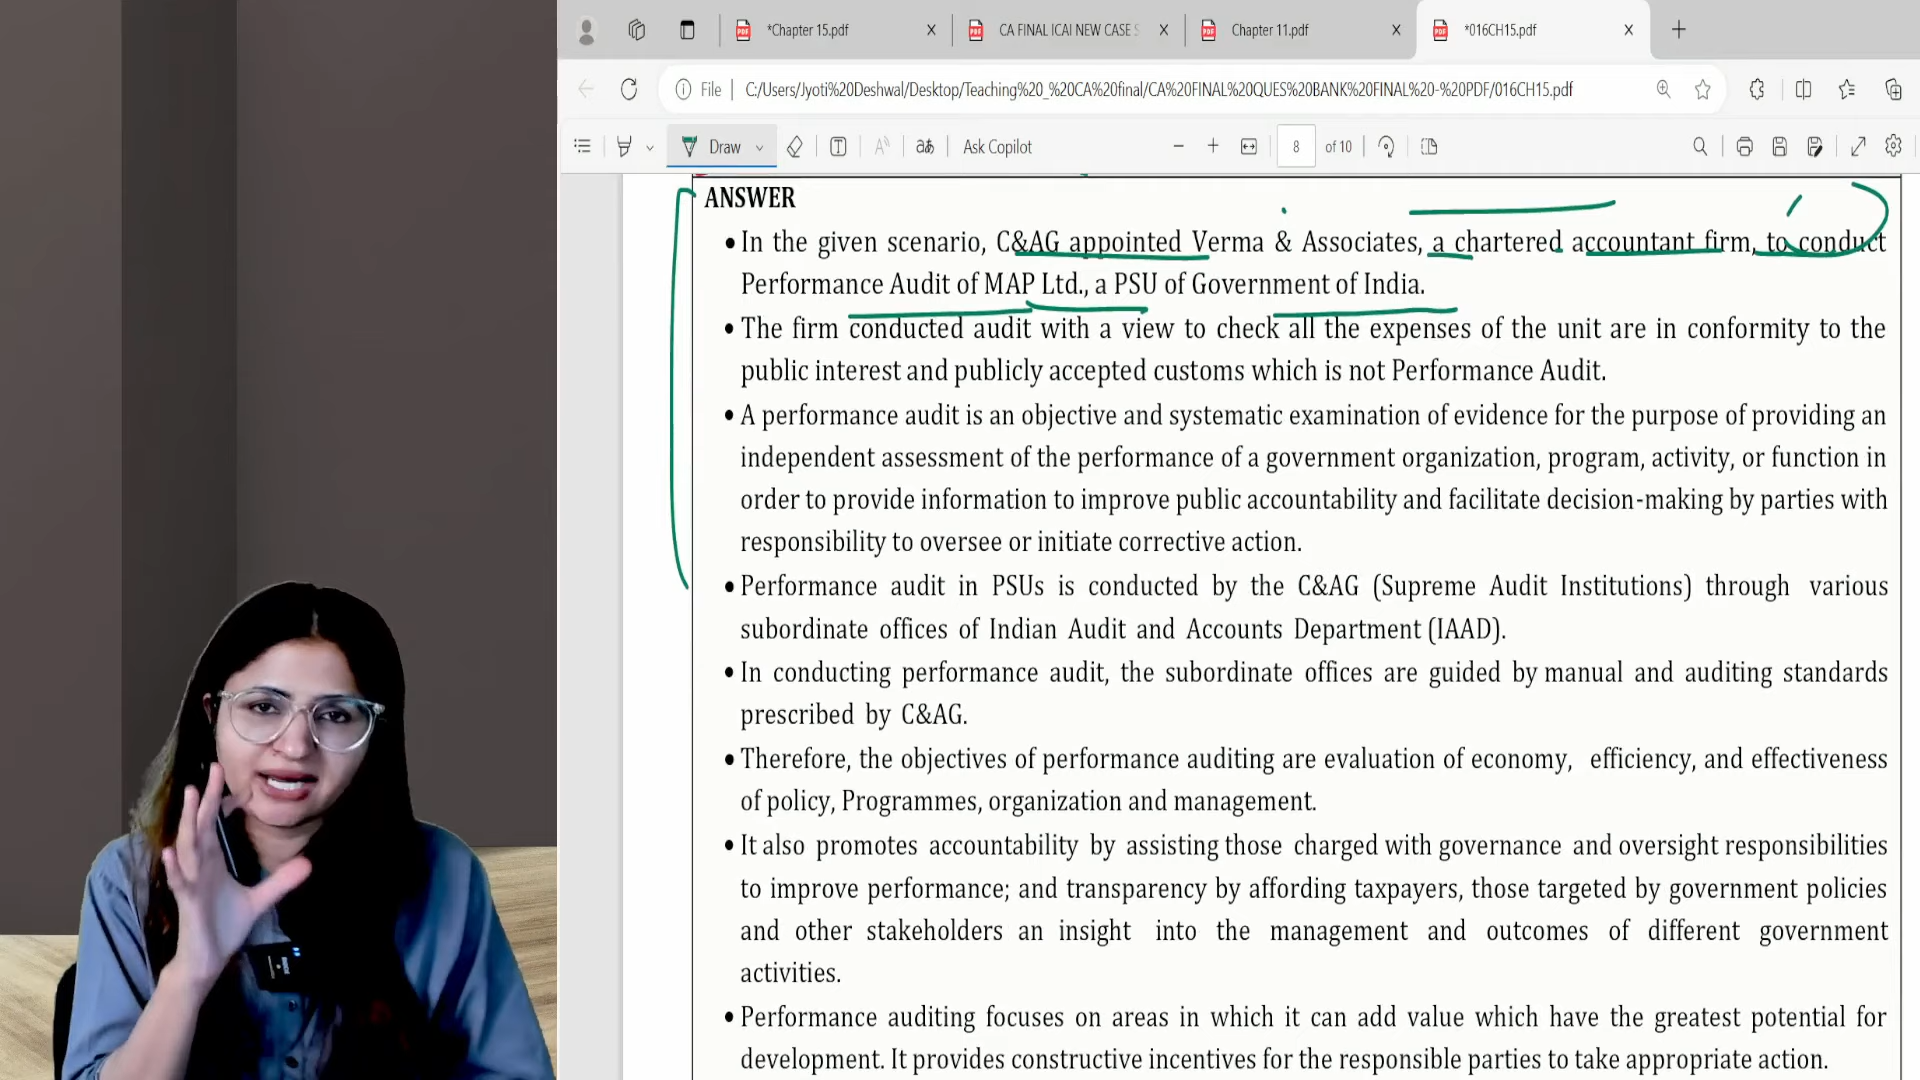 *Chapter 15.pdf
CA FINAL ICAI NEW CASE S
Chapter 11.pdf
*016CH15.pdf
File
C:/Users/Jyoti%20Deshwal/Desktop/Teaching%20_%20CA%20final/CA%20FINAL%20QUES%20BANK%20FINAL%20-%20PDF/016CH15.pdf
Draw
Ask Copilot
8 of 10
ANSWER
• In the given scenario, C&AG appointed Verma & Associates, a chartered accountant firm, to conduct
Performance Audit of MAP Ltd., a PSU of Government of India.
• The firm conducted audit with a view to check all the expenses of the unit are in conformity to the
public interest and publicly accepted customs which is not Performance Audit.
• A performance audit is an objective and systematic examination of evidence for the purpose of providing an
independent assessment of the performance of a government organization, program, activity, or function in
order to provide information to improve public accountability and facilitate decision-making by parties with
responsibility to oversee or initiate corrective action.
• Performance audit in PSUs is conducted by the C&AG (Supreme Audit Institutions) through various
subordinate offices of Indian Audit and Accounts Department (IAAD).
• In conducting performance audit, the subordinate offices are guided by manual and auditing standards
prescribed by C&AG.
• Therefore, the objectives of performance auditing are evaluation of economy, efficiency, and effectiveness
of policy, Programmes, organization and management.
• It also promotes accountability by assisting those charged with governance and oversight responsibilities
to improve performance; and transparency by affording taxpayers, those targeted by government policies
and other stakeholders an insight into the management and outcomes of different government
activities.
• Performance auditing focuses on areas in which it can add value which have the greatest potential for
development. It provides constructive incentives for the responsible parties to take appropriate action.